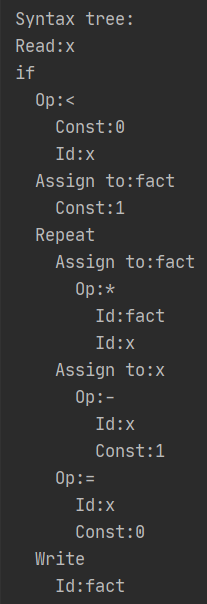 Syntax tree:
Read:x
if
  Op:<
    Const:0
    Id:x
  Assign to:fact
    Const:1
  Repeat
    Assign to:fact
      Op:*
        Id:fact
        Id:x
    Assign to:x
      Op:-
        Id:x
        Const:1
    Op:=
      Id:x
      Const:0
  Write
    Id:fact